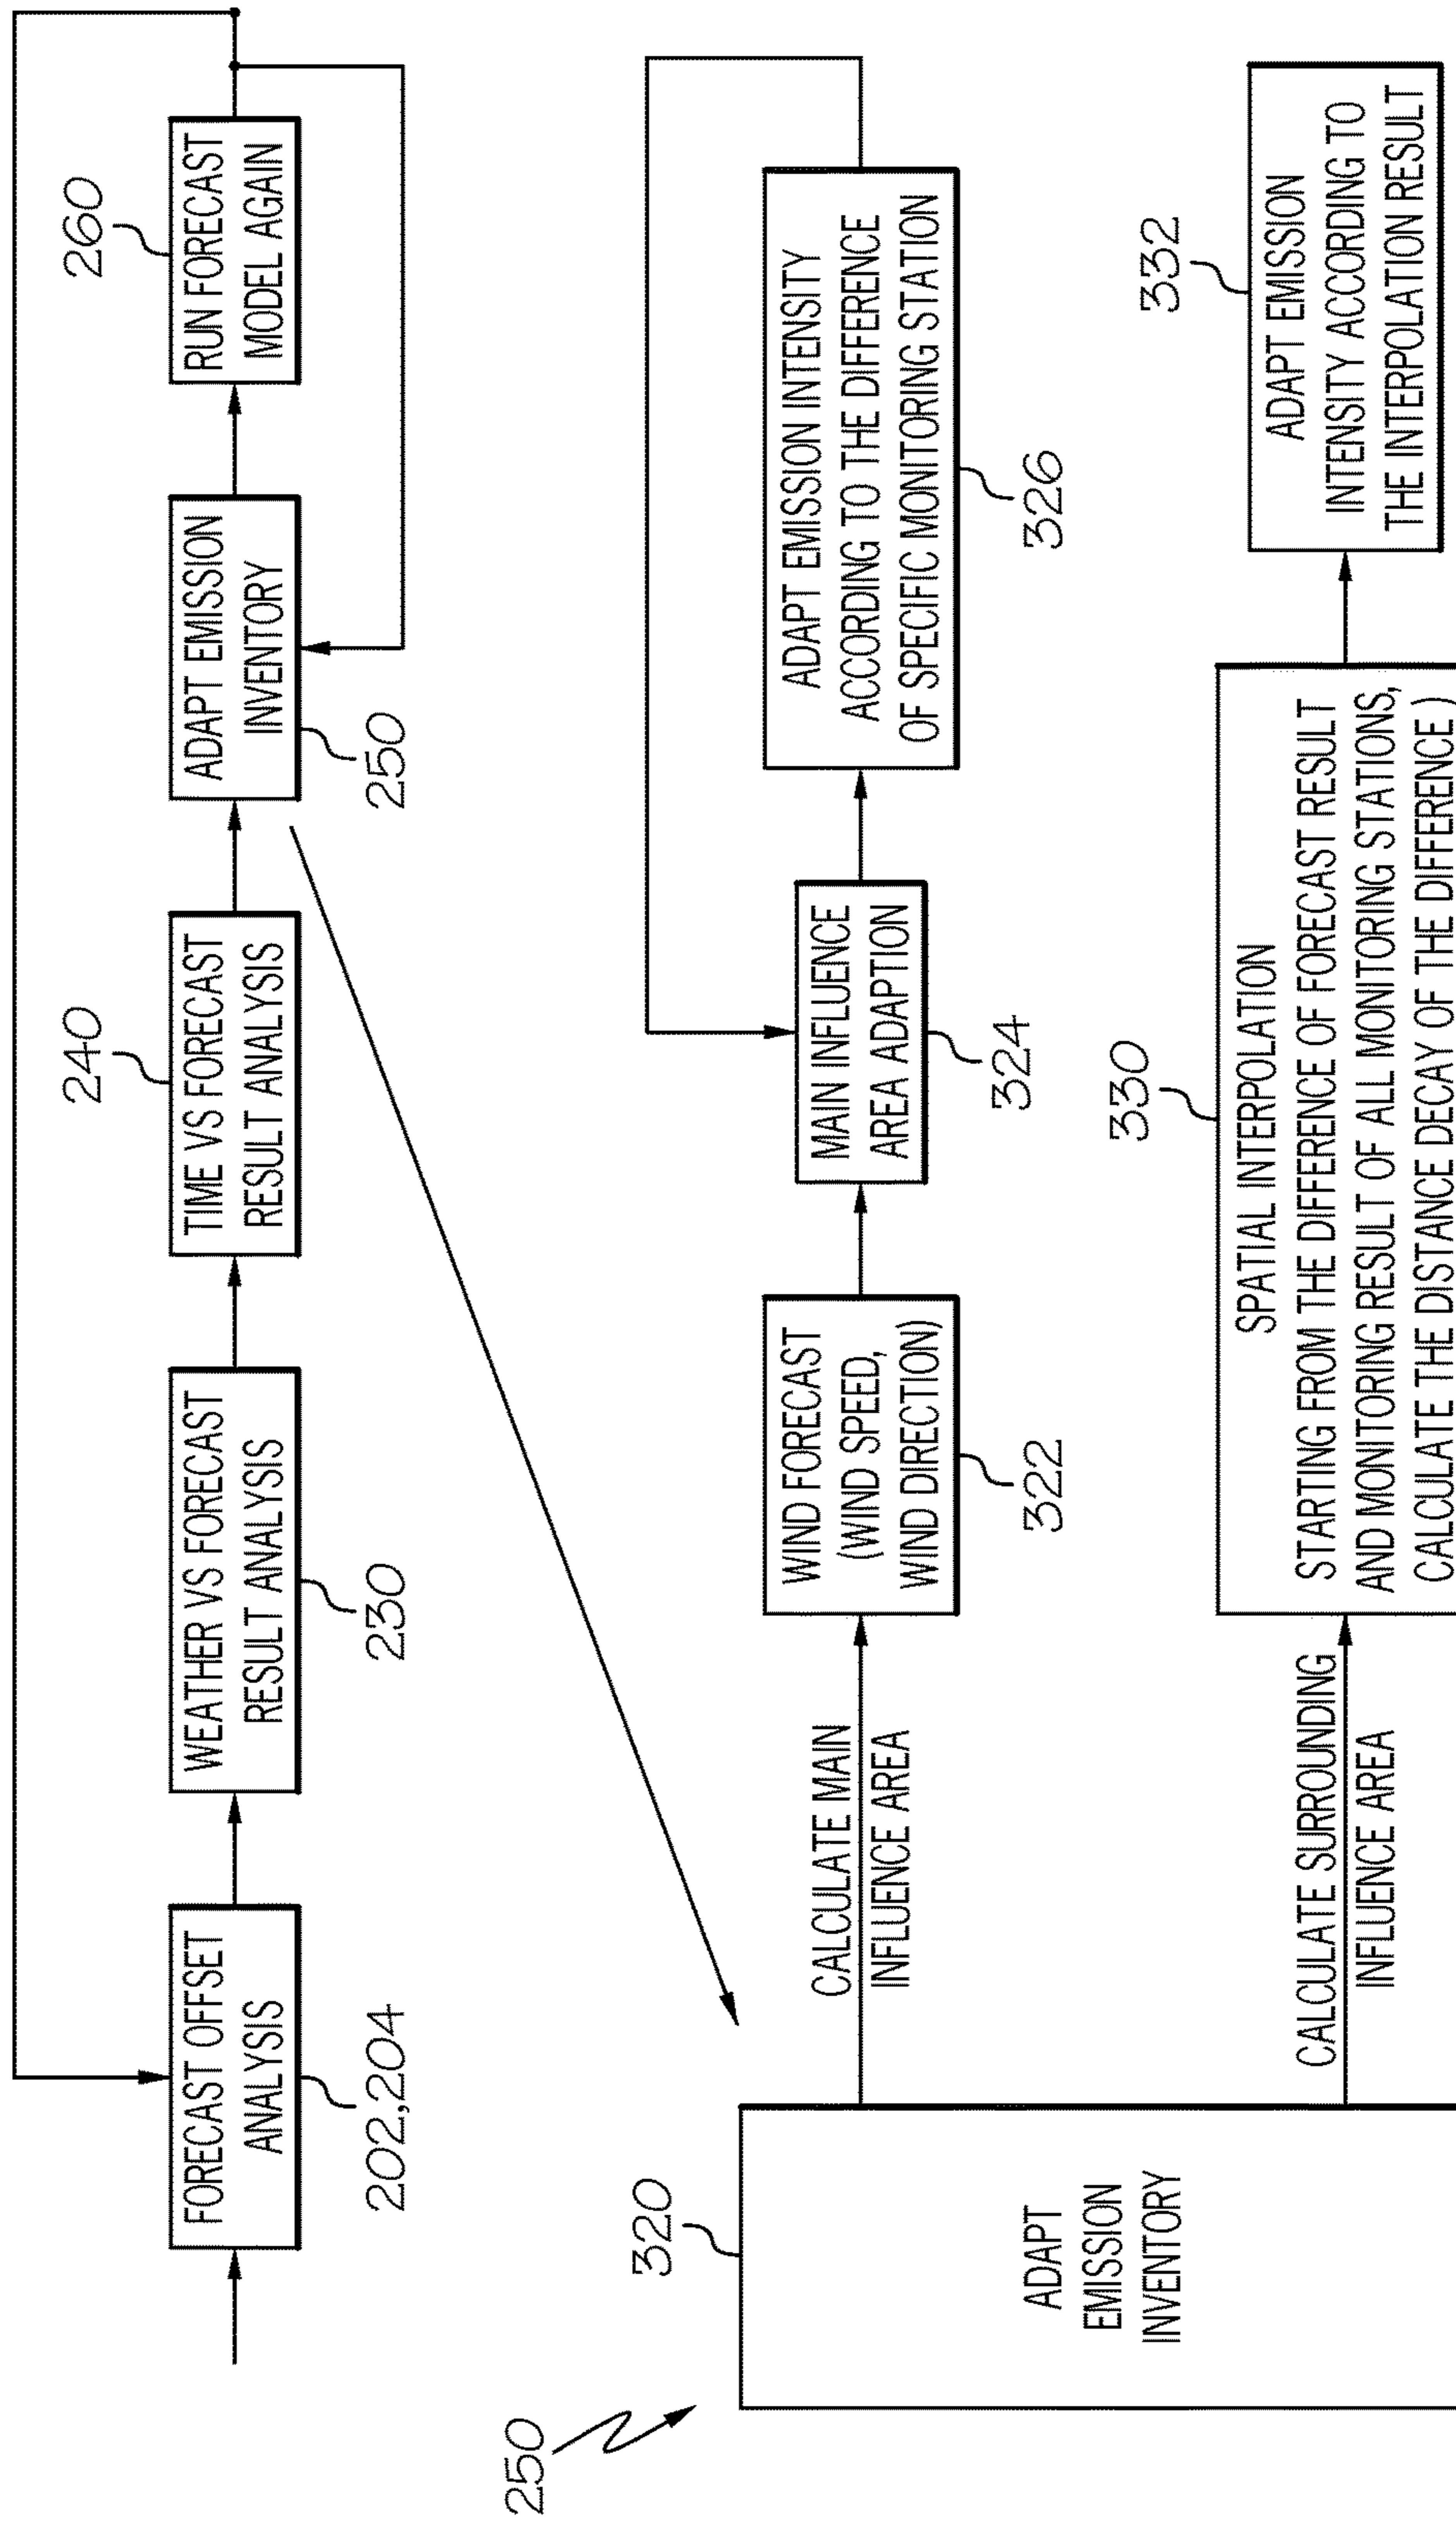 FORECAST OFFSET
ANALYSIS
202,204
WEATHER VS FORECAST
RESULT ANALYSIS
230
TIME VS FORECAST
RESULT ANALYSIS
240
ADAPT EMISSION
INVENTORY
250
RUN FORECAST
MODEL AGAIN
260
250
320
ADAPT
EMISSION
INVENTORY
CALCULATE MAIN
INFLUENCE AREA
WIND FORECAST
(WIND SPEED,
WIND DIRECTION)
322
MAIN INFLUENCE
AREA ADAPTION
324
ADAPT EMISSION INTENSITY
ACCORDING TO THE DIFFERENCE
OF SPECIFIC MONITORING STATION
326
CALCULATE SURROUNDING
INFLUENCE AREA
330
SPATIAL INTERPOLATION
STARTING FROM THE DIFFERENCE OF FORECAST RESULT
AND MONITORING RESULT OF ALL MONITORING STATIONS,
CALCULATE THE DISTANCE DECAY OF THE DIFFERENCE )
332
ADAPT EMISSION
INTENSITY ACCORDING TO
THE INTERPOLATION RESULT